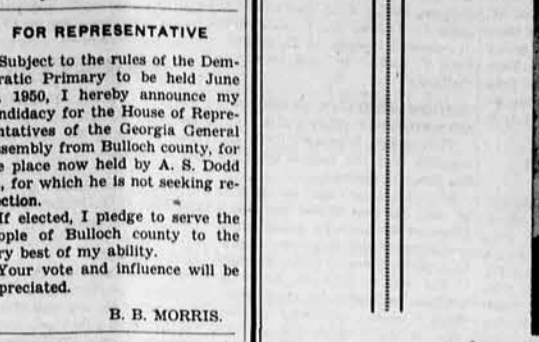 FOR REPRESENTATIVE
Subject to the rules of the Dem-
ratic Primary to be held June
, 1950, I hereby announce my
ndidacy for the House of Repre-
ntatives of the Georgia General
ssembly from Bulloch county, for
e place now held by A. S. Dodd
, for which he is not seeking re-
ction.
If elected, I pledge to serve the
ople of Bulloch county to the
ry best of my ability.
Your vote and influence will be
preciated.
B. B. MORRIS.